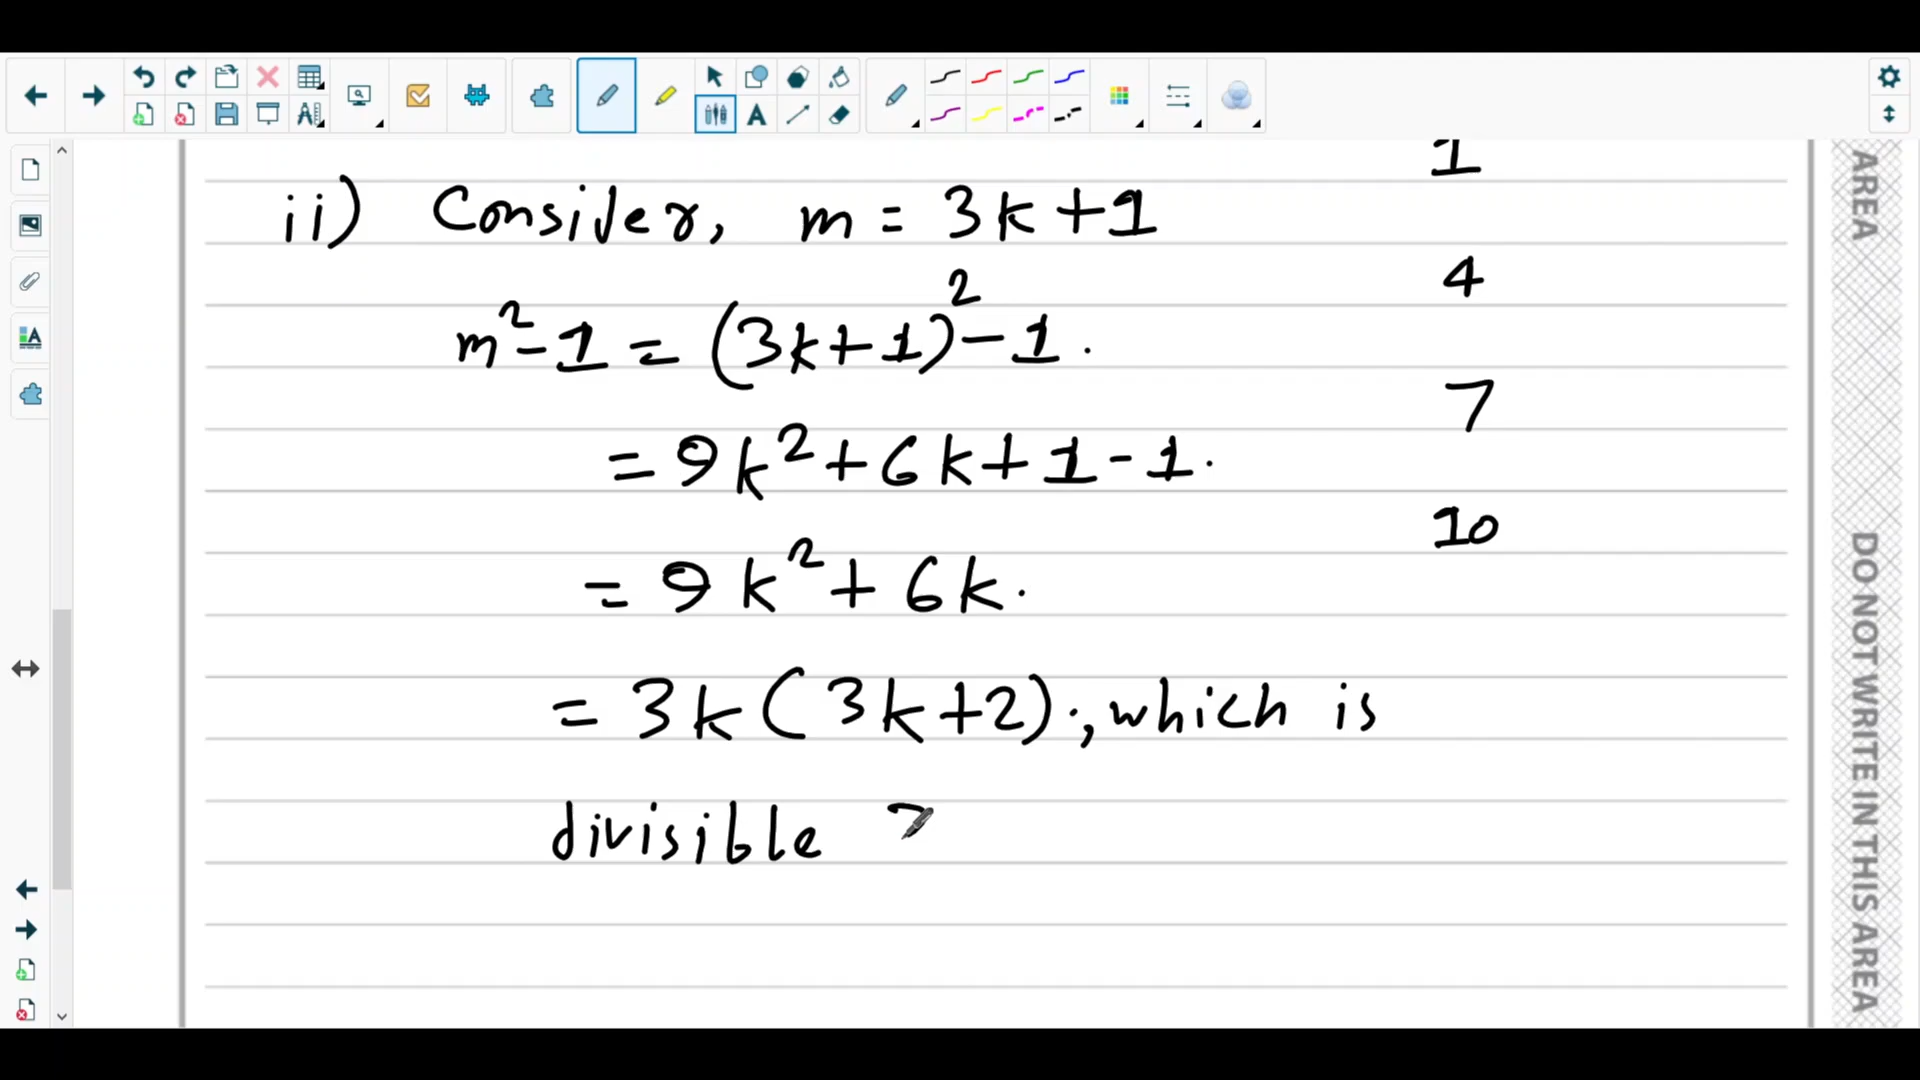 1
ii) Consider, m = 3k+1
4
m²-1 = (3k+1)²-1.
7
= 9k²+6k+1-1.
10
= 9k²+6k.
= 3k(3k+2)., which is
divisible
AREA
DO NOT WRITE IN THIS AREA